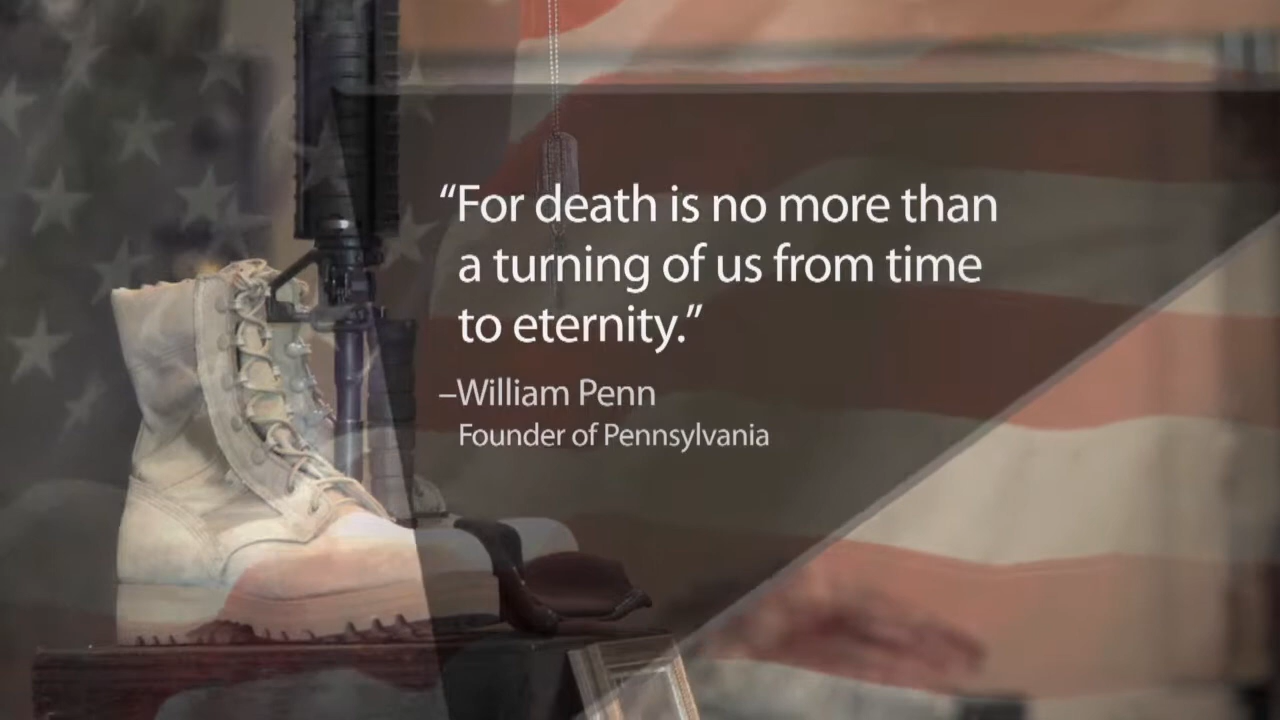 “For death is no more than
a turning of us from time
to eternity.”
–William Penn
Founder of Pennsylvania